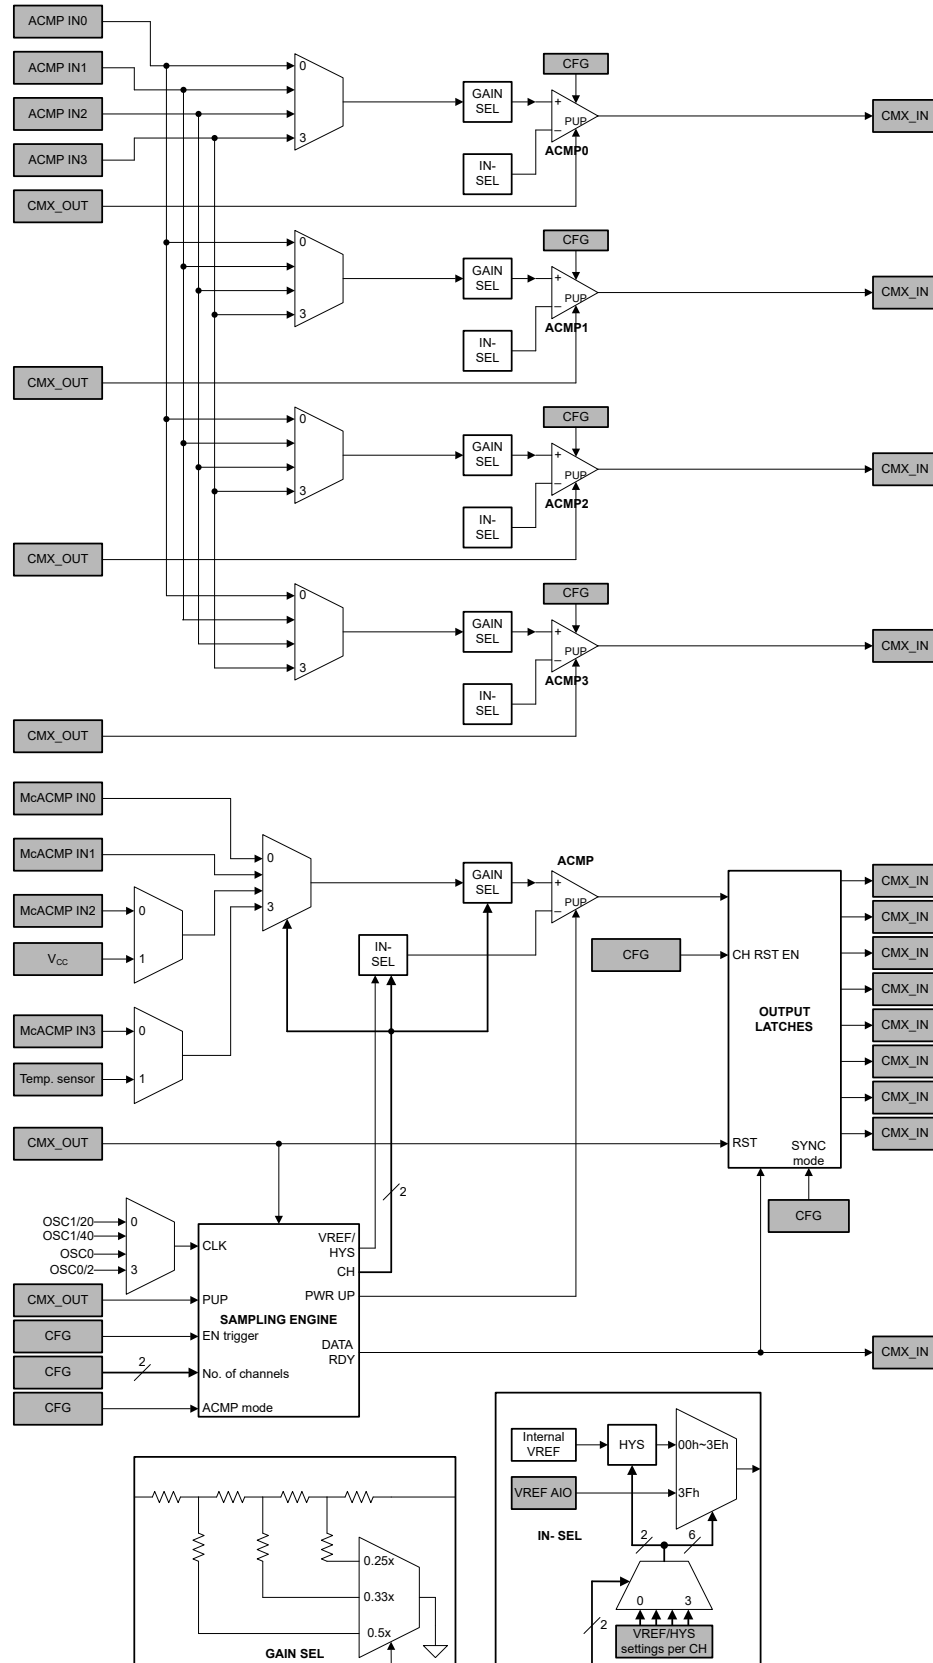 ACMP IN0
ACMP IN1
ACMP IN2
ACMP IN3
CMX_OUT
0
3
GAIN
SEL
IN-
SEL
CFG
+
PUP
–
ACMP0
CMX_IN
CMX_OUT
0
3
GAIN
SEL
IN-
SEL
CFG
+
PUP
–
ACMP1
CMX_IN
CMX_OUT
0
3
GAIN
SEL
IN-
SEL
CFG
+
PUP
–
ACMP2
CMX_IN
CMX_OUT
0
3
GAIN
SEL
IN-
SEL
CFG
+
PUP
–
ACMP3
CMX_IN
McACMP IN0
McACMP IN1
McACMP IN2
VCC
0
1
McACMP IN3
Temp. sensor
0
1
0
3
GAIN
SEL
IN-
SEL
ACMP
+
PUP
–
CFG
CH RST EN
OUTPUT
LATCHES
RST
SYNC
mode
CFG
CMX_IN
CMX_IN
CMX_IN
CMX_IN
CMX_IN
CMX_IN
CMX_IN
CMX_IN
CMX_OUT
2
OSC1/20
OSC1/40
OSC0
OSC0/2
0
3
CMX_OUT
CFG
CFG
2
CFG
CLK
PUP
SAMPLING ENGINE
EN trigger
No. of channels
ACMP mode
VREF/
HYS
CH
PWR UP
DATA
RDY
CMX_IN
0.25x
0.33x
0.5x
GAIN SEL
Internal
VREF
HYS
00h~3Eh
VREF AIO
3Fh
IN- SEL
2
6
0
3
2
VREF/HYS
settings per CH